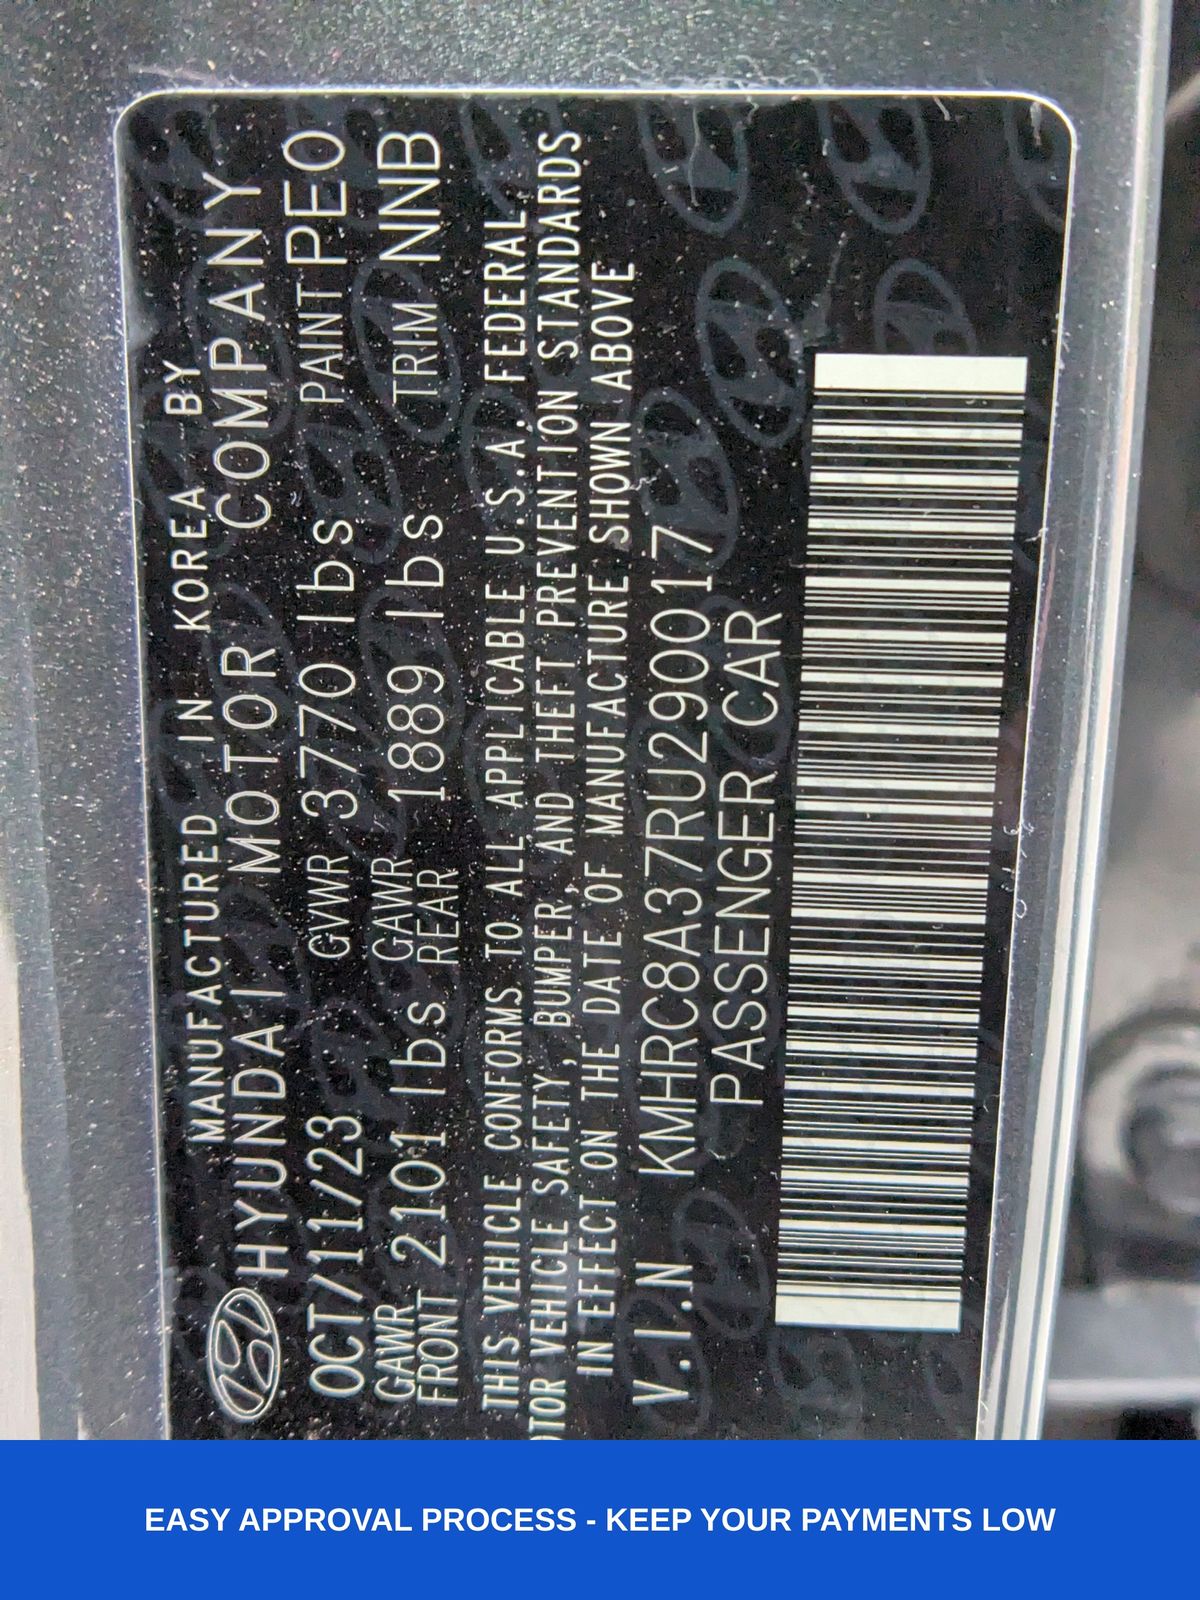 MANUFACTURED IN KOREA BY
HYUNDAI MOTOR COMPANY
OCT/11/23 GVWR 3770 lbs PAINT PEO
GAWR FRONT 2101 lbs GAWR REAR 1889 lbs TRIM NNB
THIS VEHICLE CONFORMS TO ALL APPLICABLE U.S.A. FEDERAL
OTOR VEHICLE SAFETY, BUMPER, AND THEFT PREVENTION STANDARDS
IN EFFECT ON THE DATE OF MANUFACTURE SHOWN ABOVE
V.I.N KMHRC8A37RU290017
PASSENGER CAR
EASY APPROVAL PROCESS - KEEP YOUR PAYMENTS LOW